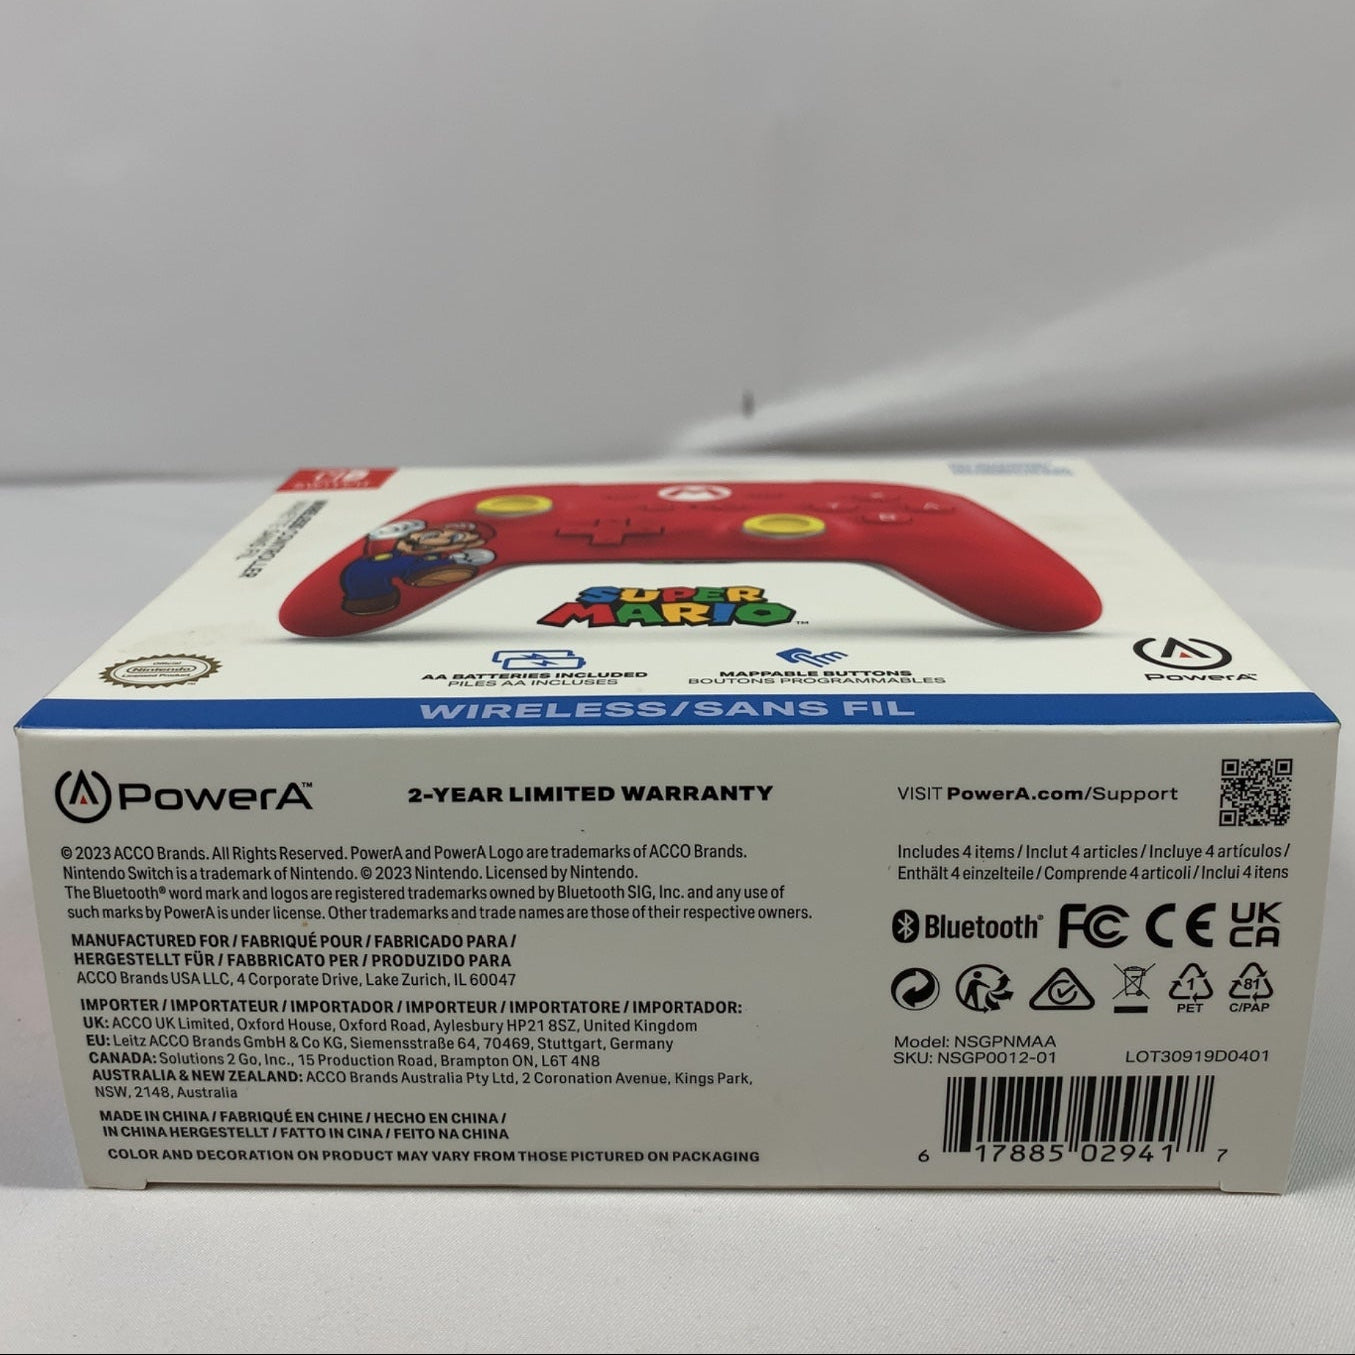 SWITCH
WIRELESS CONTROLLER
Official
Nintendo
Licensed Product
SUPER
MARIO™
AA BATTERIES INCLUDED
PILES AA INCLUSES
MAPPABLE BUTTONS
BOUTONS PROGRAMMABLES
PowerA
WIRELESS/SANS FIL
PowerA™
2-YEAR LIMITED WARRANTY
VISIT PowerA.com/Support
© 2023 ACCO Brands. All Rights Reserved. PowerA and PowerA Logo are trademarks of ACCO Brands.
Nintendo Switch is a trademark of Nintendo. © 2023 Nintendo. Licensed by Nintendo.
The Bluetooth® word mark and logos are registered trademarks owned by Bluetooth SIG, Inc. and any use of
such marks by PowerA is under license. Other trademarks and trade names are those of their respective owners.
MANUFACTURED FOR / FABRIQUÉ POUR / FABRICADO PARA /
HERGESTELLT FÜR / FABBRICATO PER / PRODUZIDO PARA
ACCO Brands USA LLC, 4 Corporate Drive, Lake Zurich, IL 60047
IMPORTER / IMPORTATEUR / IMPORTADOR / IMPORTEUR / IMPORTATORE / IMPORTADOR:
UK: ACCO UK Limited, Oxford House, Oxford Road, Aylesbury HP21 8SZ, United Kingdom
EU: Leitz ACCO Brands GmbH & Co KG, Siemensstraße 64, 70469, Stuttgart, Germany
CANADA: Solutions 2 Go, Inc., 15 Production Road, Brampton ON, L6T 4N8
AUSTRALIA & NEW ZEALAND: ACCO Brands Australia Pty Ltd, 2 Coronation Avenue, Kings Park,
NSW, 2148, Australia
MADE IN CHINA / FABRIQUÉ EN CHINE / HECHO EN CHINA /
IN CHINA HERGESTELLT / FATTO IN CINA / FEITO NA CHINA
COLOR AND DECORATION ON PRODUCT MAY VARY FROM THOSE PICTURED ON PACKAGING
Includes 4 items / Inclut 4 articles / Incluye 4 artículos /
Enthält 4 einzelteile / Comprende 4 articoli / Inclui 4 itens
Bluetooth® FC CE UK CA
1
PET
81
C/PAP
Model: NSGPNMAA
SKU: NSGP0012-01
LOT30919D0401
6 17885 02941 7